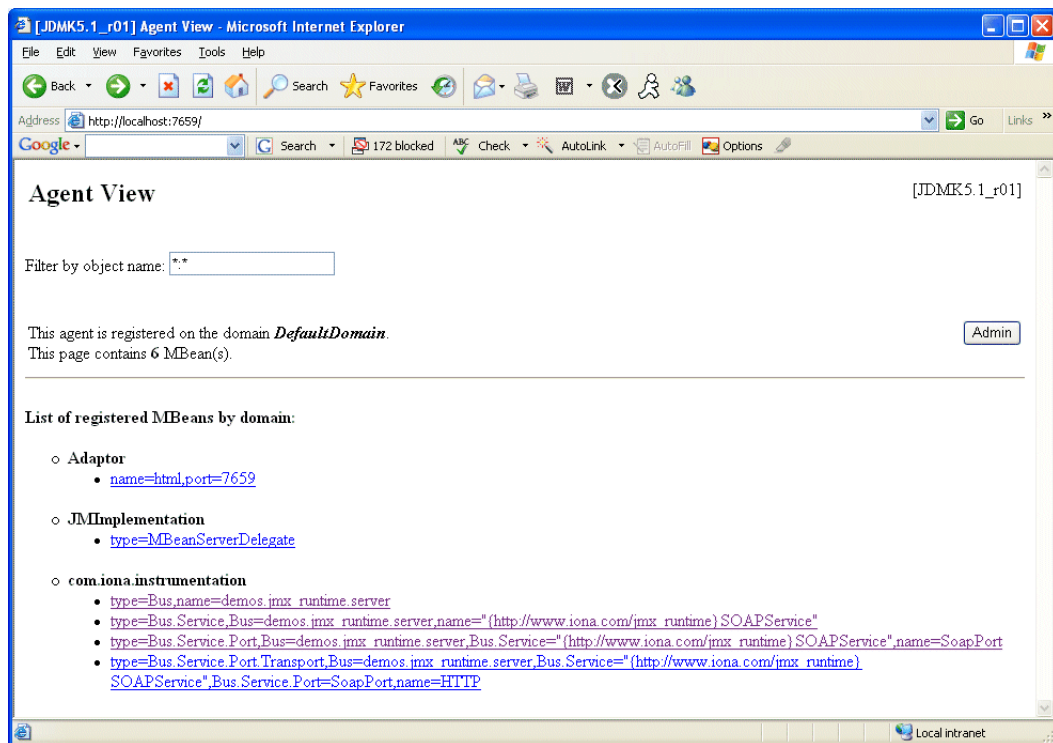 [JDMK5.1_r01] Agent View - Microsoft Internet Explorer
File Edit View Favorites Tools Help
Back Search Favorites
Address http://localhost:7659/ Go Links »
Google Search 172 blocked ABC Check AutoLink AutoFill Options
Agent View [JDMK5.1_r01]
Filter by object name: *:*
This agent is registered on the domain DefaultDomain.
This page contains 6 MBean(s).
Admin
List of registered MBeans by domain:
Adaptor
name=html,port=7659
JMImplementation
type=MBeanServerDelegate
com.iona.instrumentation
type=Bus,name=demos.jmx_runtime.server
type=Bus.Service,Bus=demos.jmx_runtime.server,name="{http://www.iona.com/jmx_runtime}SOAPService"
type=Bus.Service.Port,Bus=demos.jmx_runtime.server,Bus.Service="{http://www.iona.com/jmx_runtime}SOAPService",name=SoapPort
type=Bus.Service.Port.Transport,Bus=demos.jmx_runtime.server,Bus.Service="{http://www.iona.com/jmx_runtime}
SOAPService",Bus.Service.Port=SoapPort,name=HTTP
Local intranet